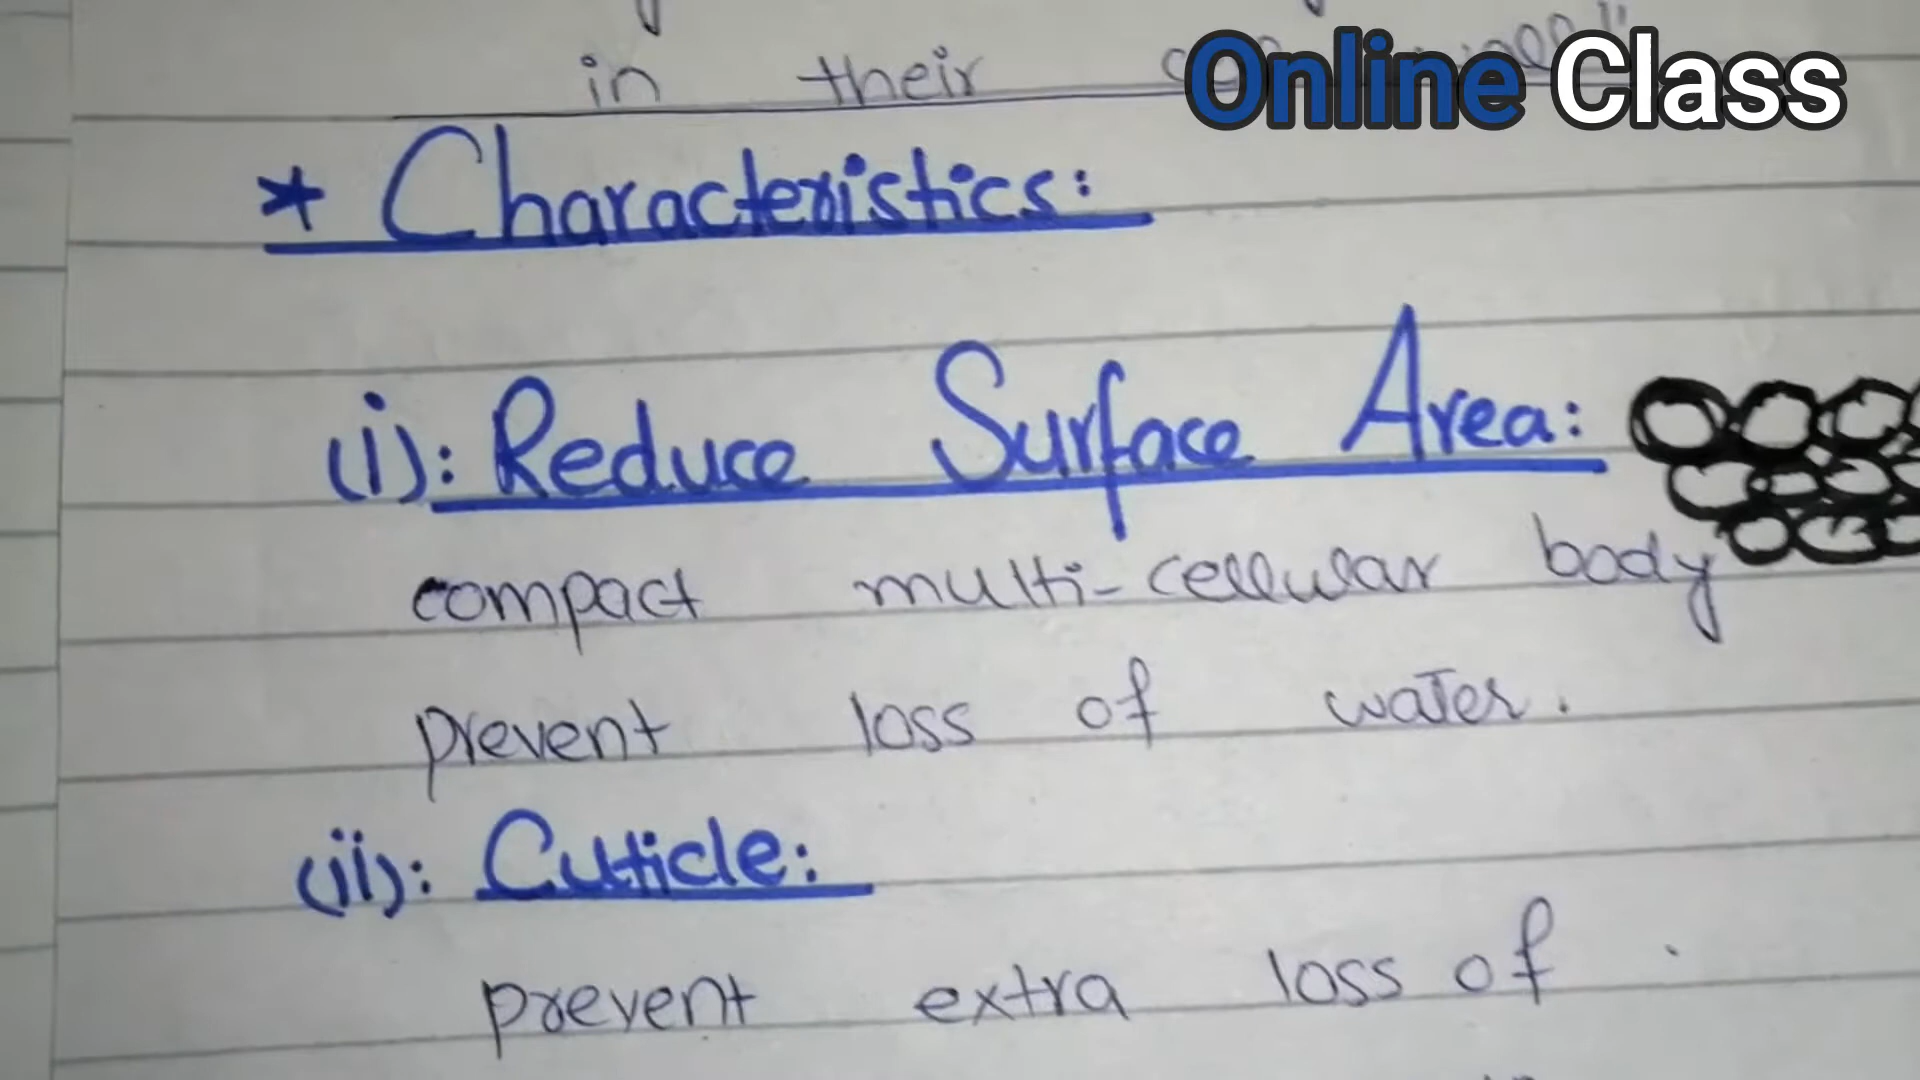 in their
Online Class
* Characteristics:
(i): Reduce Surface Area:
compact multi-cellular body
prevent loss of water.
(ii): Cuticle:
prevent extra loss of